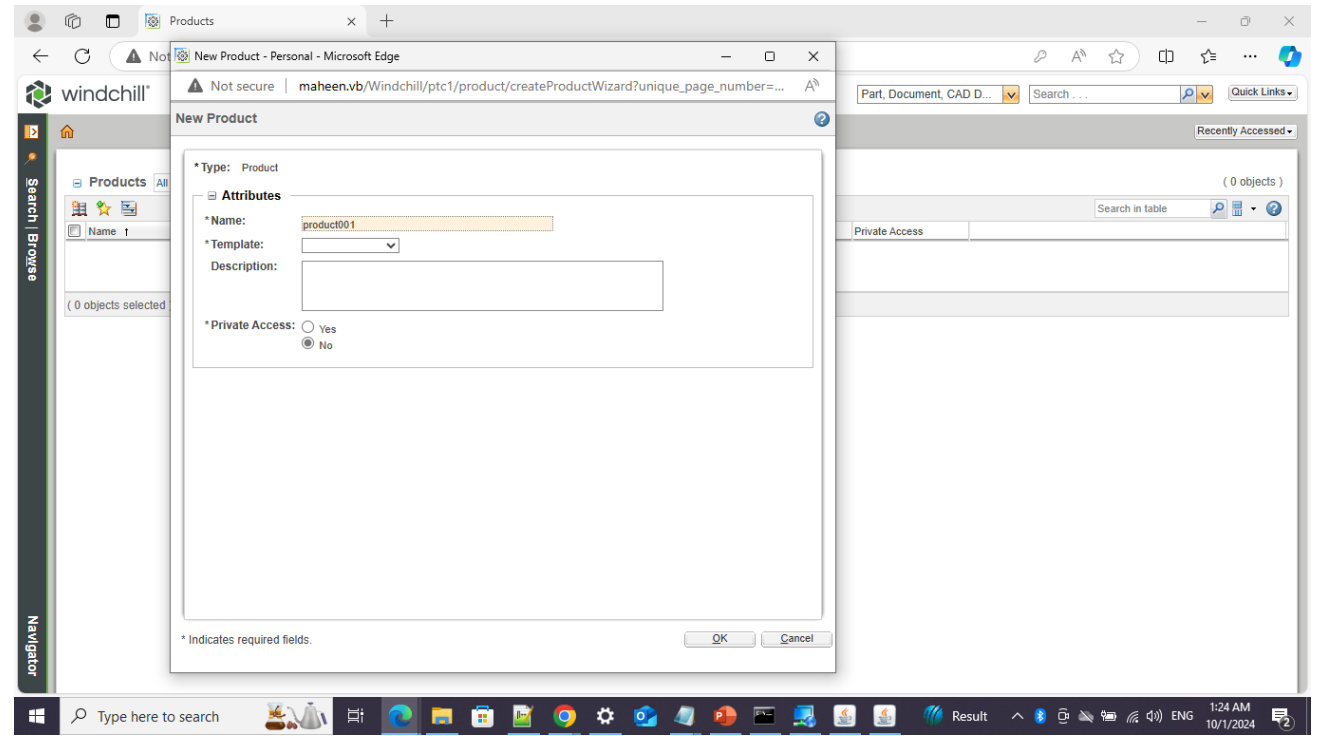 Products
New Product - Personal - Microsoft Edge
Not
Not secure | maheen.vb/Windchill/ptc1/product/createProductWizard?unique_page_number=...
windchill
Part, Document, CAD D...
Search . . .
Quick Links
New Product
Recently Accessed
*Type: Product
Products All
( 0 objects )
Attributes
Search in table
*Name: product001
Name ↑
Private Access
*Template:
Description:
( 0 objects selected
*Private Access: Yes
No
Search | Browse
Navigator
* Indicates required fields.
OK
Cancel
Type here to search
Result
ENG
1:24 AM
10/1/2024
2